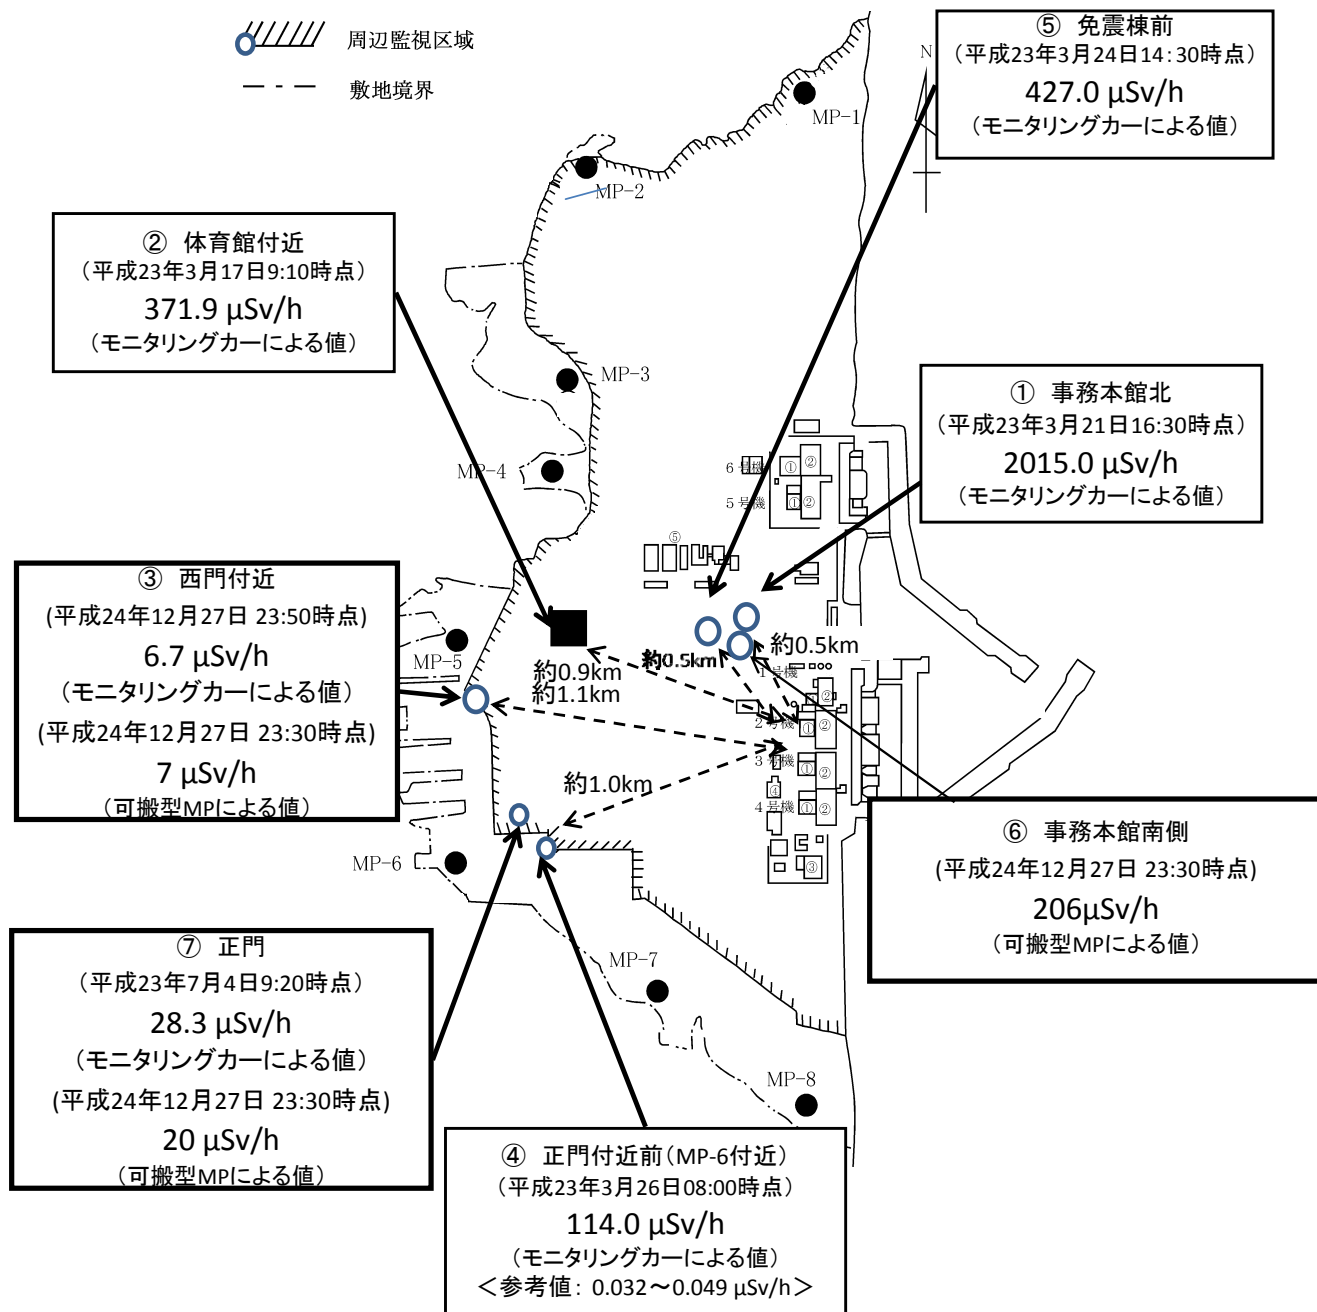 周辺監視区域
敷地境界
⑤ 免震棟前
（平成23年3月24日14:30時点）
427.0 μSv/h
（モニタリングカーによる値）
N
MP-1
MP-2
② 体育館付近
（平成23年3月17日9:10時点）
371.9 μSv/h
（モニタリングカーによる値）
MP-3
① 事務本館北
（平成23年3月21日16:30時点）
2015.0 μSv/h
（モニタリングカーによる値）
MP-4
6号機
①
②
5号機
①
②
⑤
③ 西門付近
(平成24年12月27日 23:50時点)
6.7 μSv/h
（モニタリングカーによる値）
(平成24年12月27日 23:30時点)
7 μSv/h
（可搬型MPによる値）
MP-5
約0.9km
約1.1km
約0.5km
約0.5km
1号機
②
2号機
①
②
3号機
①
②
④
4号機
①
②
③
約1.0km
MP-6
⑥ 事務本館南側
(平成24年12月27日 23:30時点)
206μSv/h
（可搬型MPによる値）
⑦ 正門
（平成23年7月4日9:20時点）
28.3 μSv/h
（モニタリングカーによる値）
(平成24年12月27日 23:30時点)
20 μSv/h
（可搬型MPによる値）
MP-7
MP-8
④ 正門付近前（MP-6付近）
（平成23年3月26日08:00時点）
114.0 μSv/h
（モニタリングカーによる値）
＜参考値: 0.032～0.049 μSv/h＞